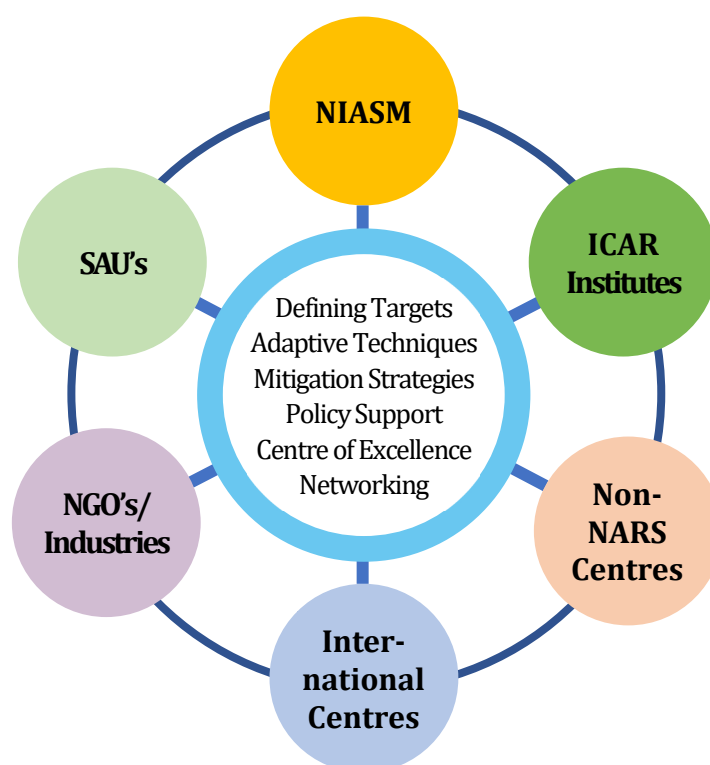 NIASM
SAU's
ICAR
Institutes
Defining Targets
Adaptive Techniques
Mitigation Strategies
Policy Support
Centre of Excellence
Networking
NGO's/
Industries
Non-
NARS
Centres
Inter-
national
Centres